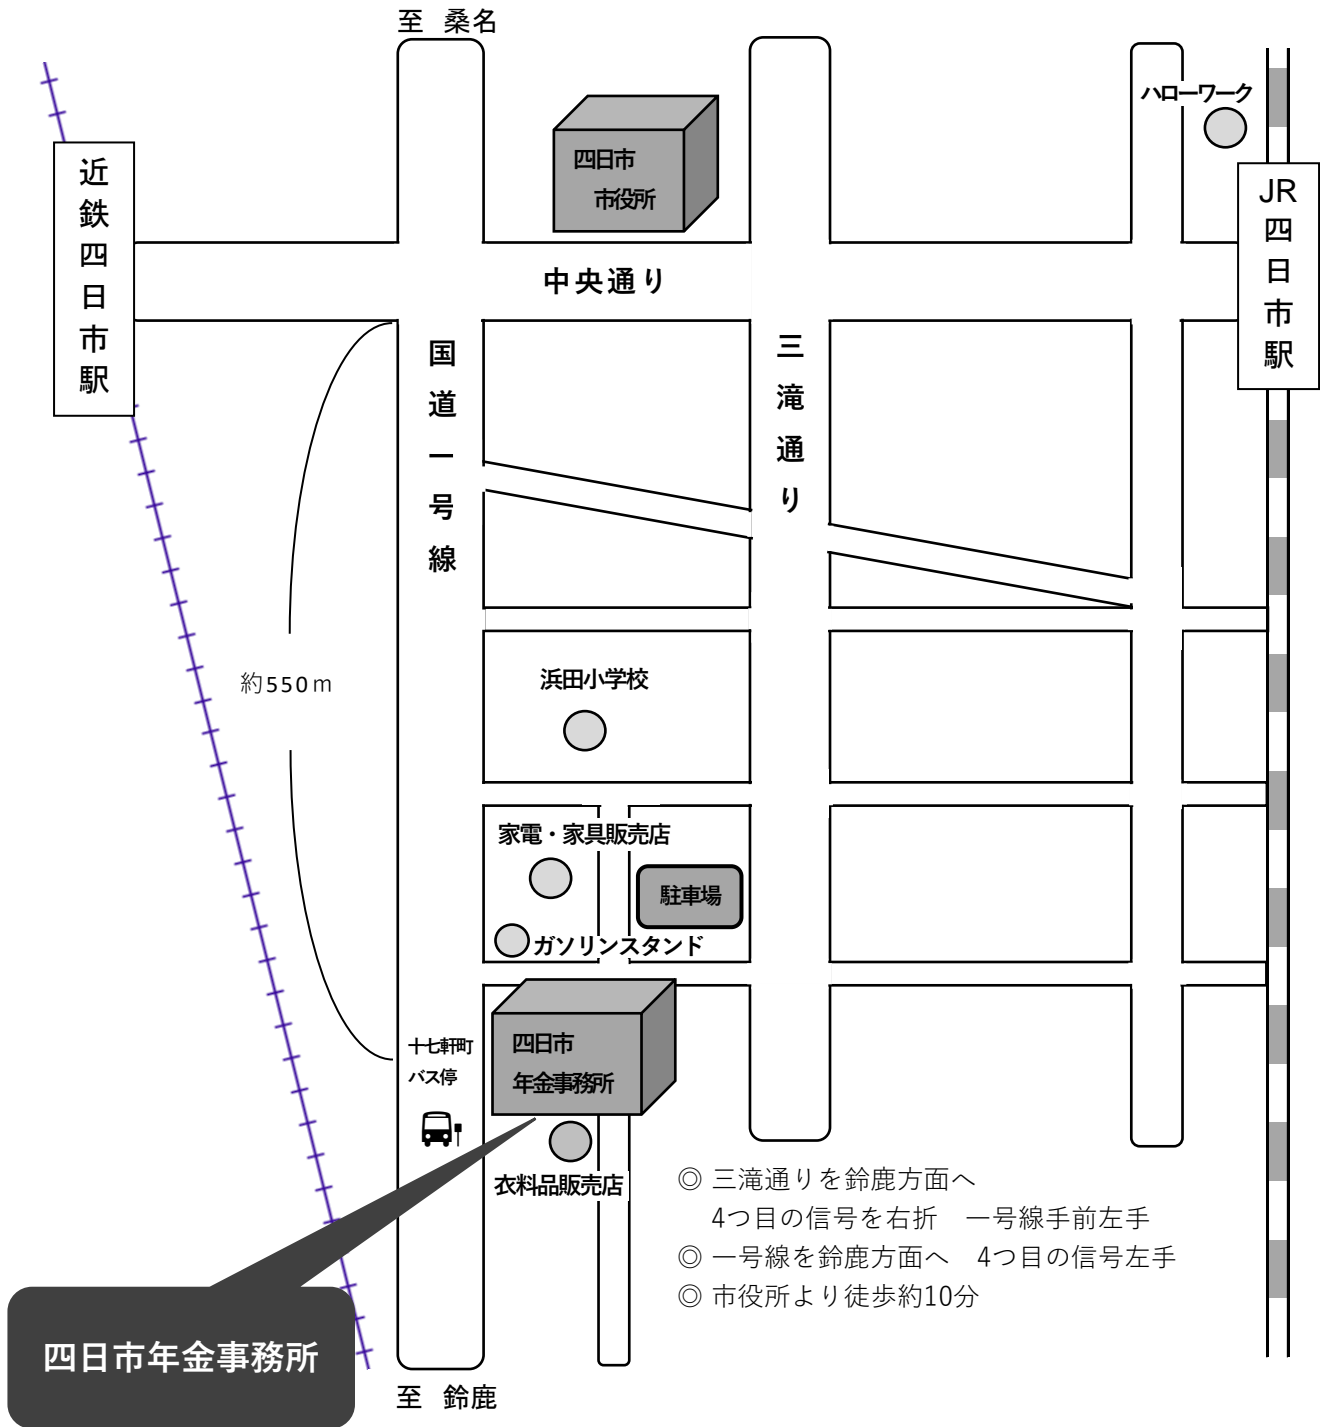 至 桑名
ハローワーク
四日市
市役所
近鉄四日市駅
JR四日市駅
中央通り
国道一号線
三滝通り
約550m
浜田小学校
家電・家具販売店
駐車場
ガソリンスタンド
十七軒町
バス停
四日市
年金事務所
衣料品販売店
◎ 三滝通りを鈴鹿方面へ
4つ目の信号を右折 一号線手前左手
◎ 一号線を鈴鹿方面へ 4つ目の信号左手
◎ 市役所より徒歩約10分
四日市年金事務所
至 鈴鹿